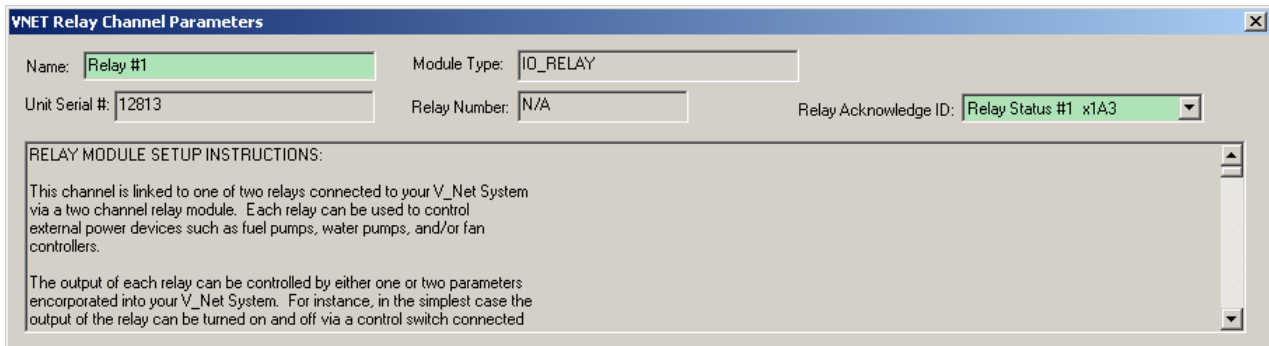 VNET Relay Channel Parameters
Name: Relay #1 Module Type: IO_RELAY
Unit Serial #: 12813 Relay Number: N/A Relay Acknowledge ID: Relay Status #1 x1A3
RELAY MODULE SETUP INSTRUCTIONS:
This channel is linked to one of two relays connected to your V_Net System
via a two channel relay module. Each relay can be used to control
external power devices such as fuel pumps, water pumps, and/or fan
controllers.
The output of each relay can be controlled by either one or two parameters
encorporated into your V_Net System. For instance, in the simplest case the
output of the relay can be turned on and off via a control switch connected